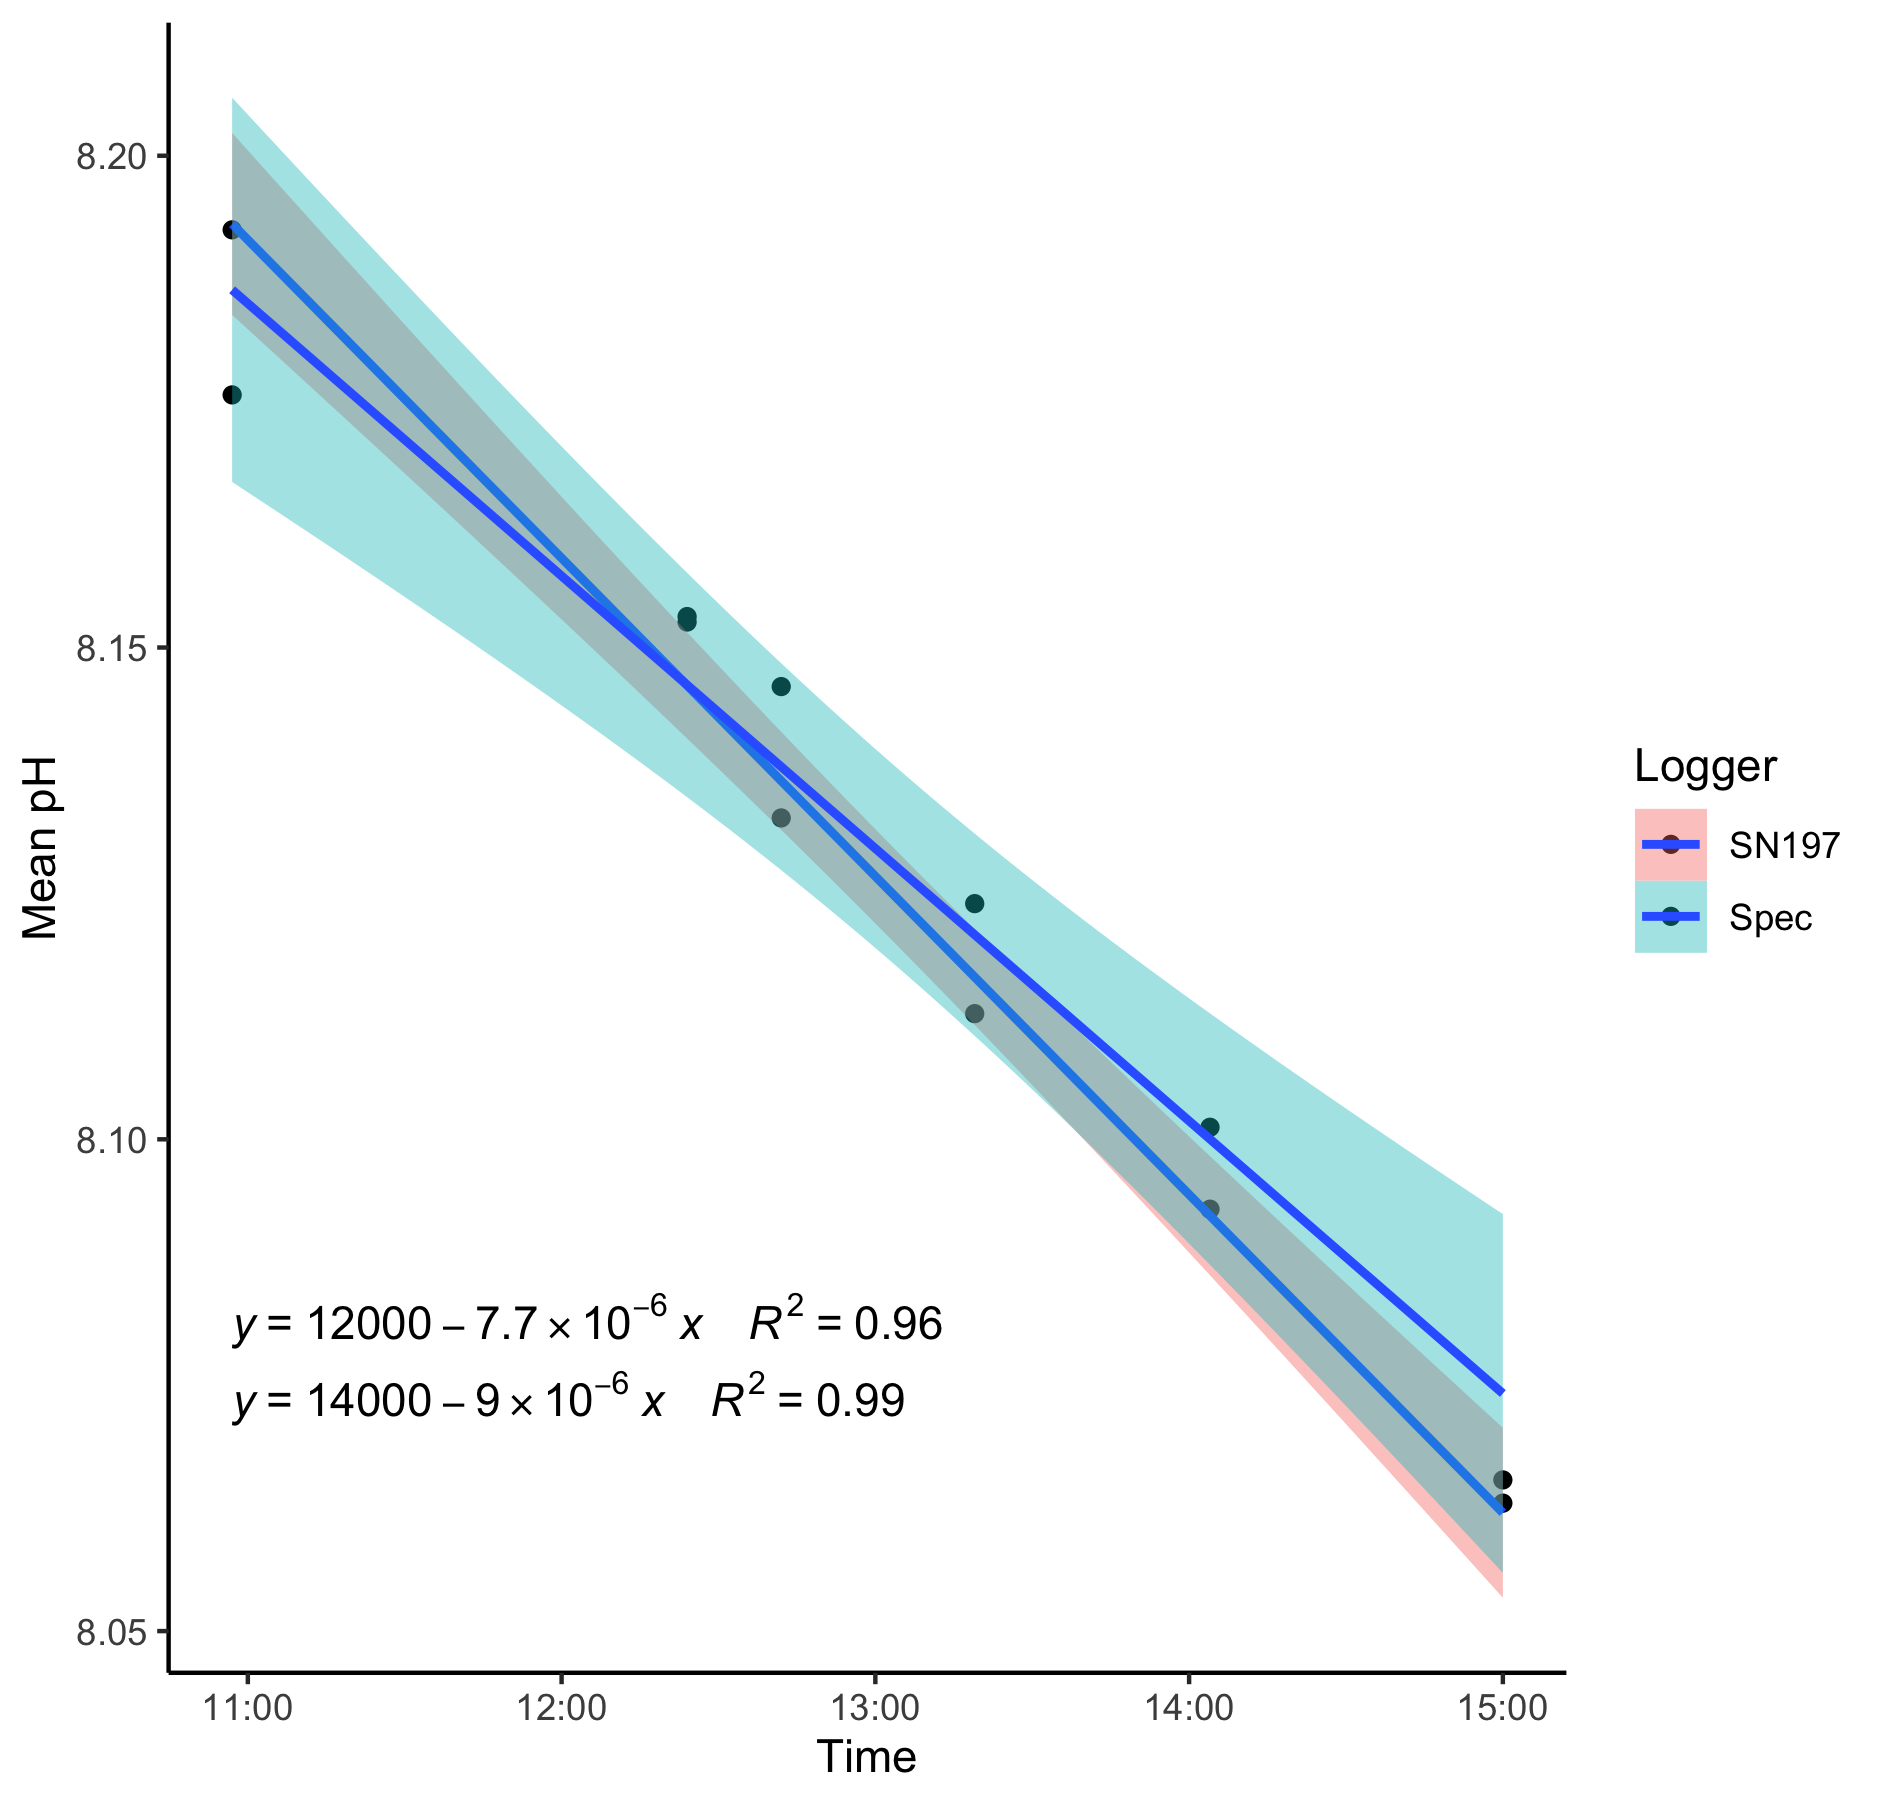 8.20
8.15
8.10
8.05
Mean pH
y = 12000 – 7.7 × 10⁻⁶ x R² = 0.96
y = 14000 – 9 × 10⁻⁶ x R² = 0.99
11:00 12:00 13:00 14:00 15:00
Time
Logger
SN197
Spec